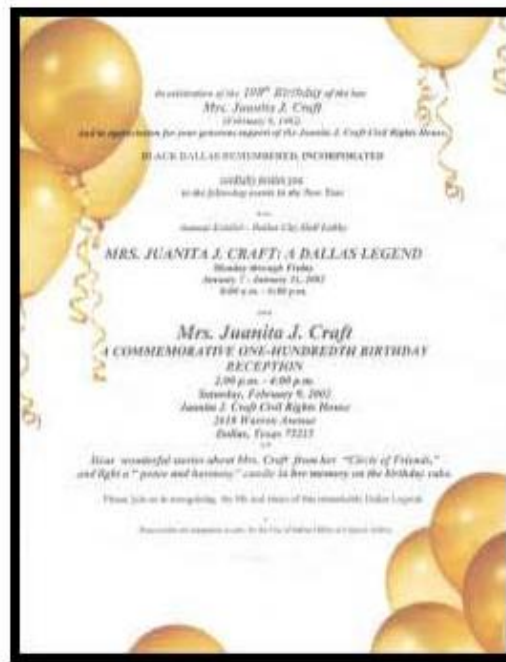 In celebration of the 100th Birthday of the late
Mrs. Juanita J. Craft
(February 9, 1902)
And in appreciation for your generous support of the Juanita J. Craft Civil Rights House,
BLACK DALLAS REMEMBERED, INCORPORATED
cordially invites you
to the following events in the New Year
Exhibit - Dallas City Hall Lobby
MRS. JUANITA J. CRAFT: A DALLAS LEGEND
Monday through Friday
January 7 - January 31, 2002
8:00 a.m. - 6:00 p.m.
Mrs. Juanita J. Craft
A COMMEMORATIVE ONE-HUNDREDTH BIRTHDAY
RECEPTION
2:00 p.m. - 4:00 p.m.
Saturday, February 9, 2002
Juanita J. Craft Civil Rights House
2618 Warren Avenue
Dallas, Texas 75215
Hear wonderful stories about Mrs. Craft from her "Circle of Friends,"
and light a "peace and harmony" candle in her memory on the birthday cake.
Please join us in recognizing the life and times of this remarkable Dallas Legend.